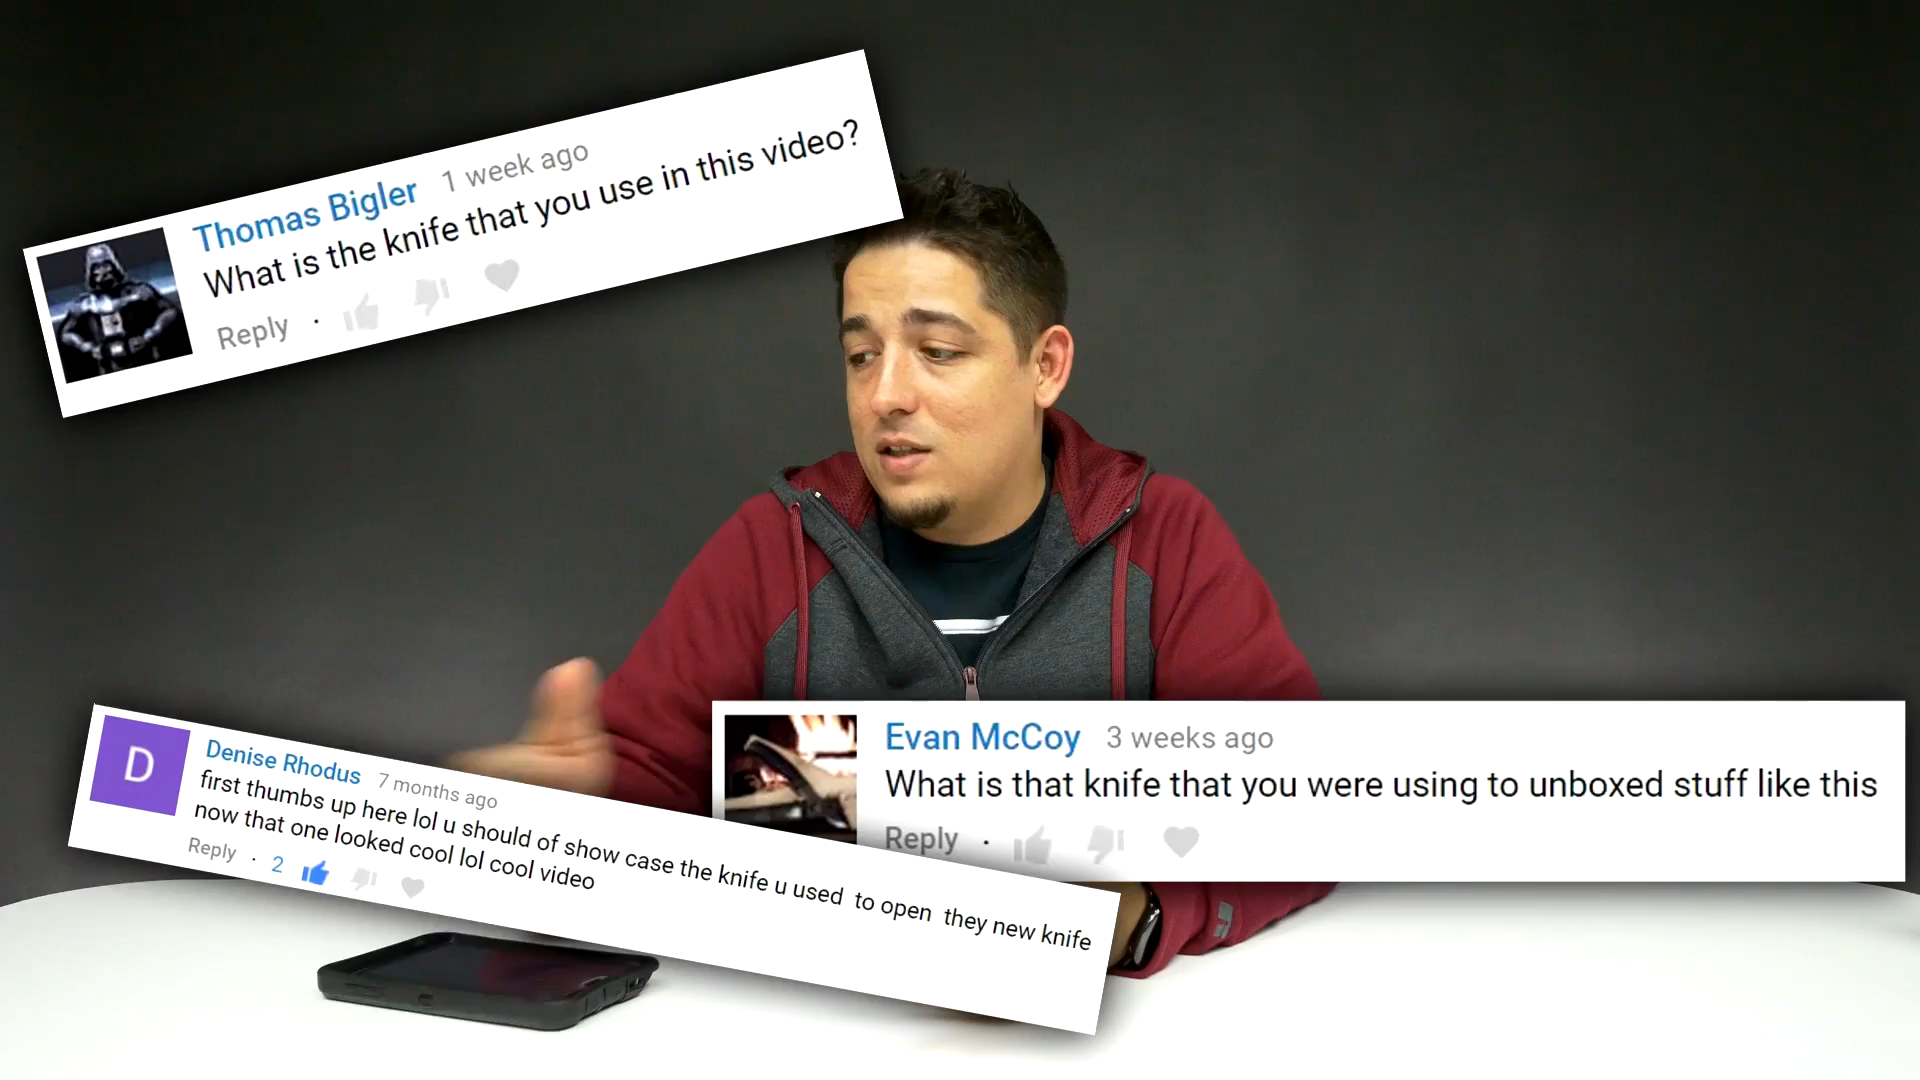 Thomas Bigler 1 week ago
What is the knife that you use in this video?
Reply ·
Evan McCoy 3 weeks ago
What is that knife that you were using to unboxed stuff like this
Reply ·
D
Denise Rhodus 7 months ago
first thumbs up here lol u should of show case the knife u used to open they new knife
now that one looked cool lol cool video
Reply · 2